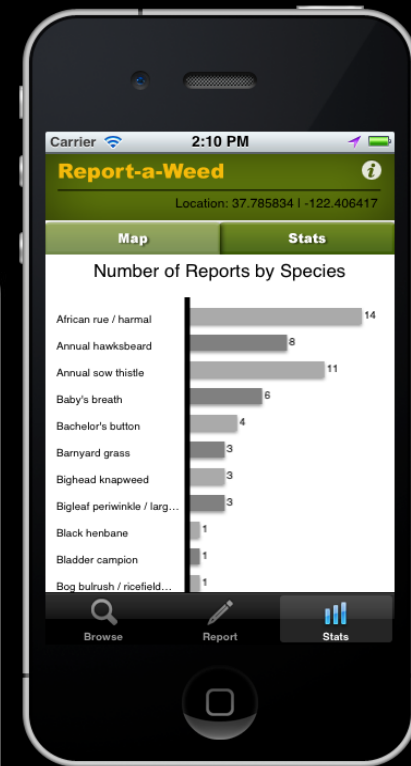 Carrier 2:10 PM
Report-a-Weed
Location: 37.785834 | -122.406417
Map Stats
Number of Reports by Species
African rue / harmal 14
Annual hawksbeard 8
Annual sow thistle 11
Baby's breath 6
Bachelor's button 4
Barnyard grass 3
Bighead knapweed 3
Bigleaf periwinkle / larg... 3
Black henbane 1
Bladder campion 1
Bog bulrush / ricefield... 1
Browse Report Stats